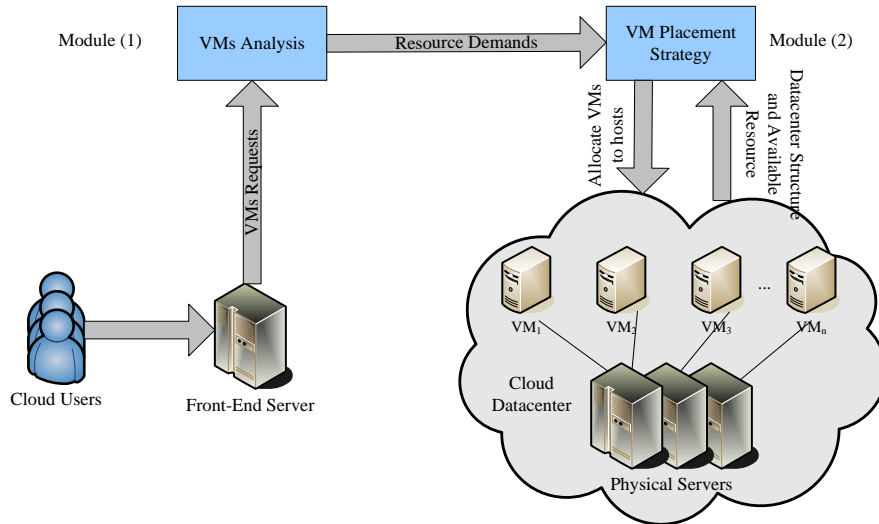 Module (1)
VMs Analysis
Resource Demands
VM Placement
Strategy
Module (2)
VMs Requests
Allocate VMs
to hosts
Datacenter Structure
and Available
Resource
Cloud Users
Front-End Server
VM₁
VM₂
VM₃
...
VMₙ
Cloud
Datacenter
Physical Servers